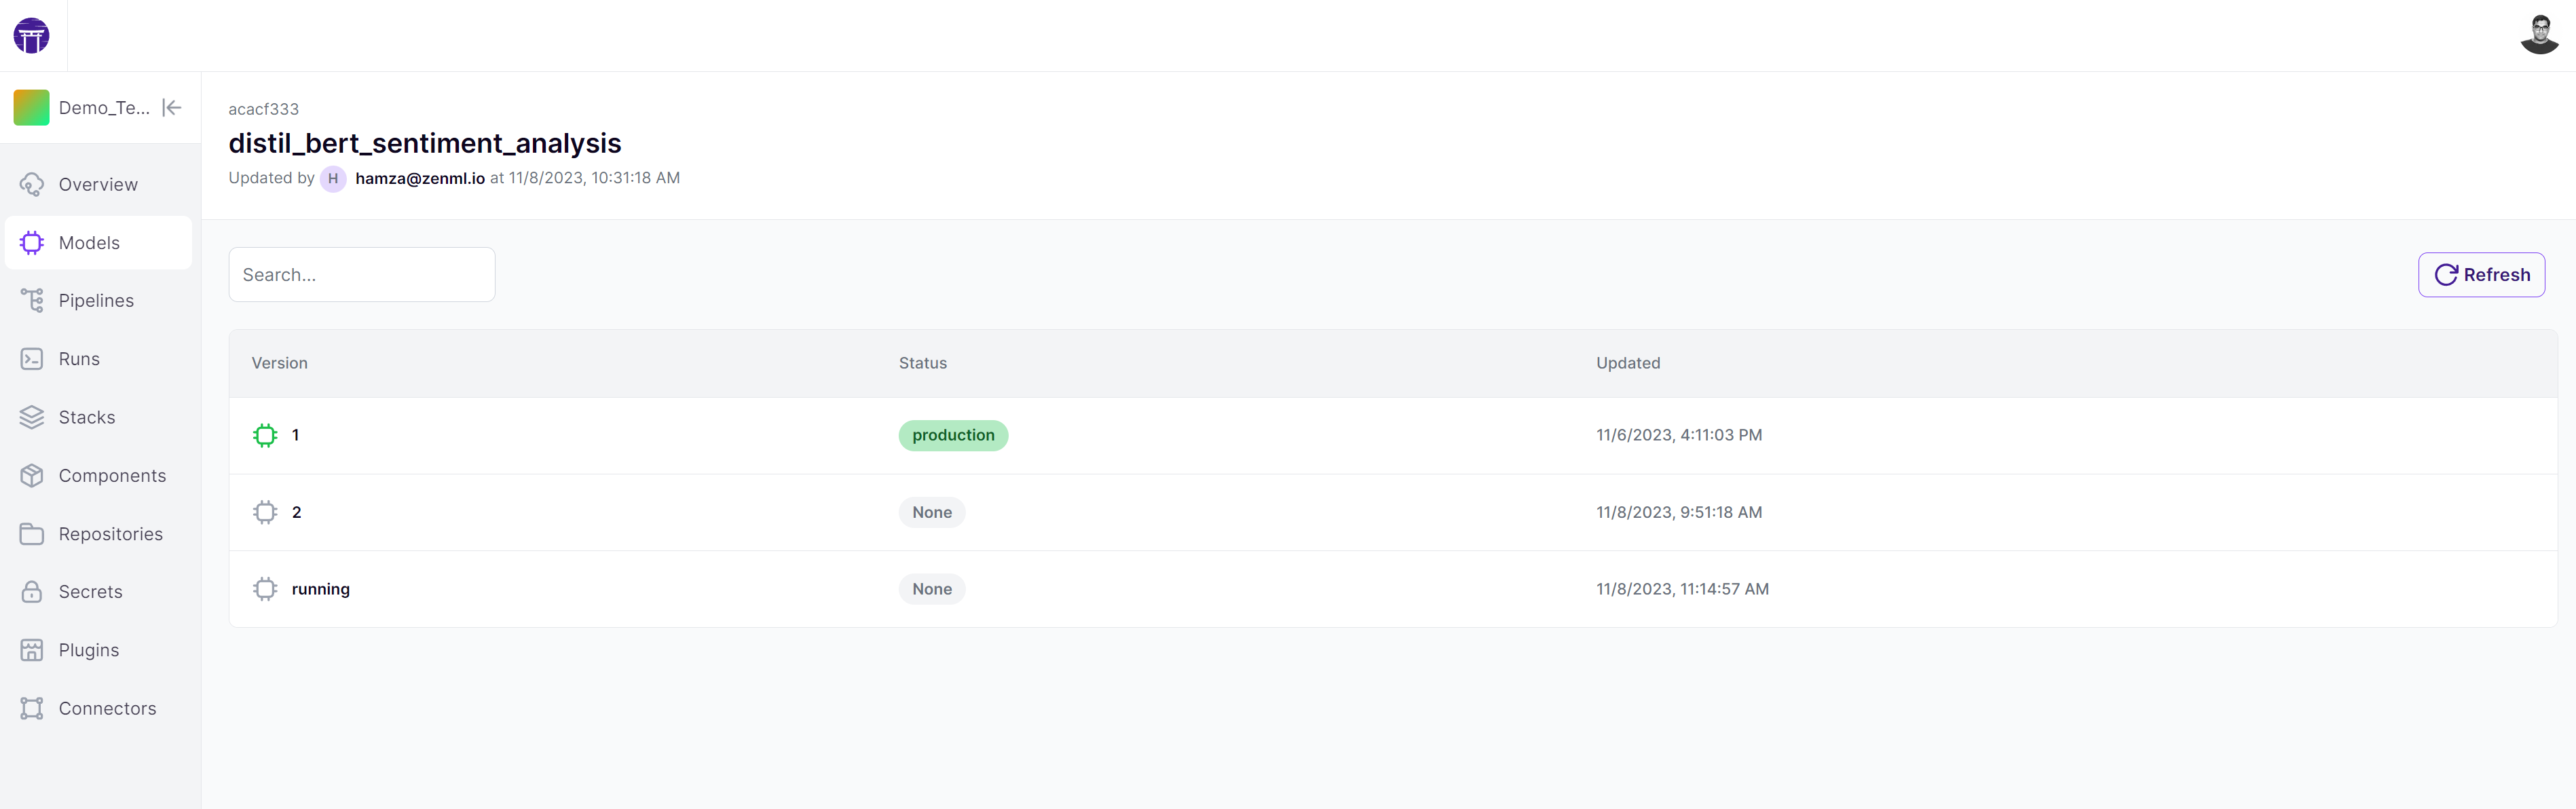 Demo_Te...
Overview
Models
Pipelines
Runs
Stacks
Components
Repositories
Secrets
Plugins
Connectors
acacf333
distil_bert_sentiment_analysis
Updated by H hamza@zenml.io at 11/8/2023, 10:31:18 AM
Search...
Refresh
Version Status Updated
1 production 11/6/2023, 4:11:03 PM
2 None 11/8/2023, 9:51:18 AM
running None 11/8/2023, 11:14:57 AM